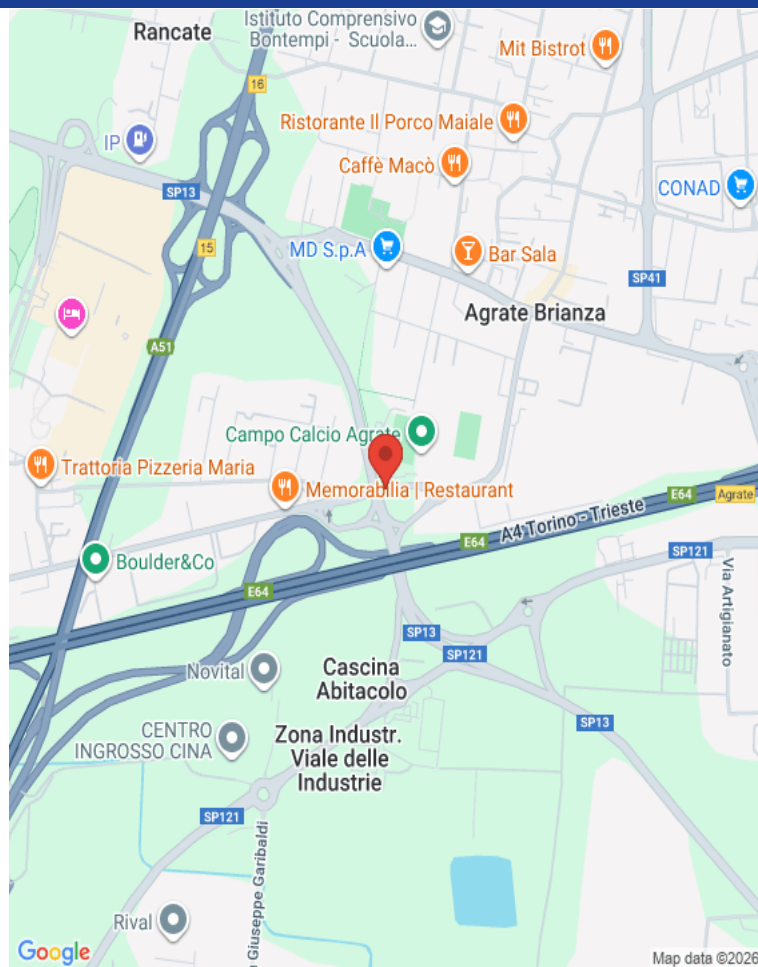 Rancate
Istituto Comprensivo
Bontempi - Scuola...
Mit Bistrot
16
IP
Ristorante Il Porco Maiale
Caffè Macò
SP13
CONAD
15
MD S.p.A
Bar Sala
SP41
Agrate Brianza
A51
Campo Calcio Agrate
Trattoria Pizzeria Maria
Memorabilia | Restaurant
E64
Agrate
A4 Torino - Trieste
E64
Boulder&Co
SP121
E64
Via Artigianato
SP13
SP121
Novital
Cascina
Abitacolo
SP13
CENTRO
INGROSSO CINA
Zona Industr.
Viale delle
Industrie
SP121
Giuseppe Garibaldi
Rival
Google
Map data ©2026